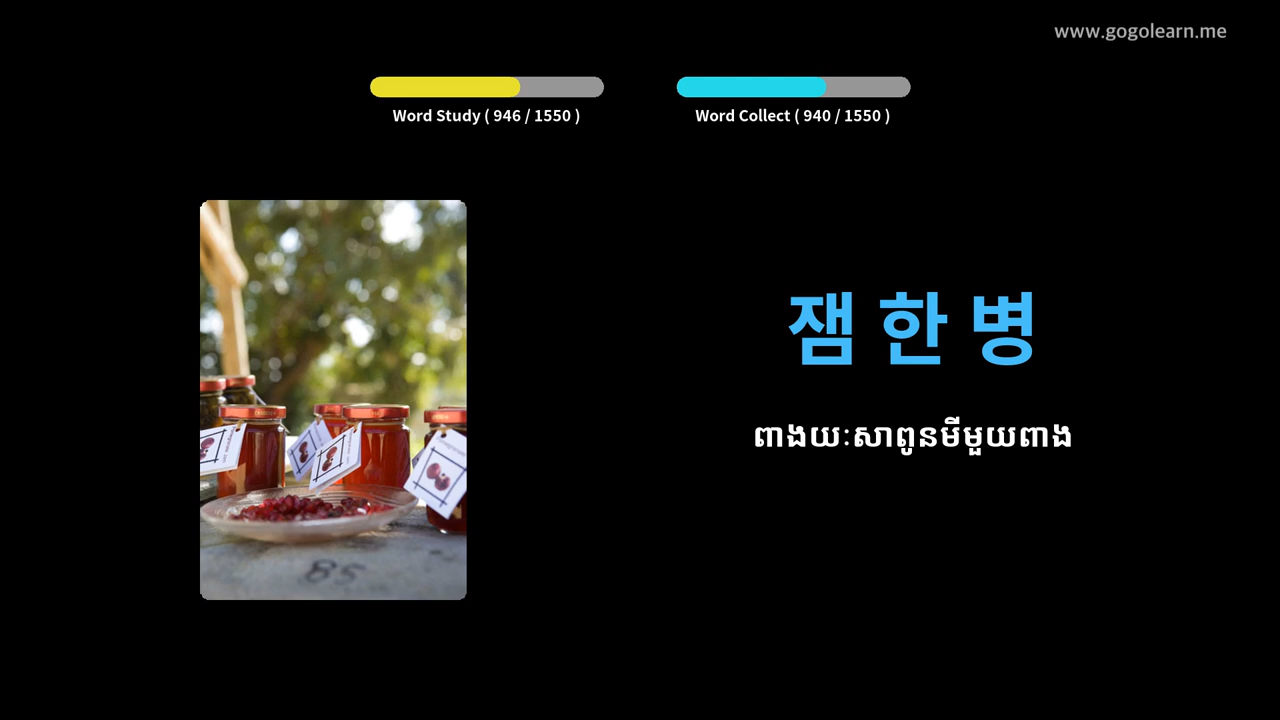 www.gogolearn.me
Word Study ( 946 / 1550 )
Word Collect ( 940 / 1550 )
잼 한 병
ពាងយៈសាពូនមីមួយពាង
85